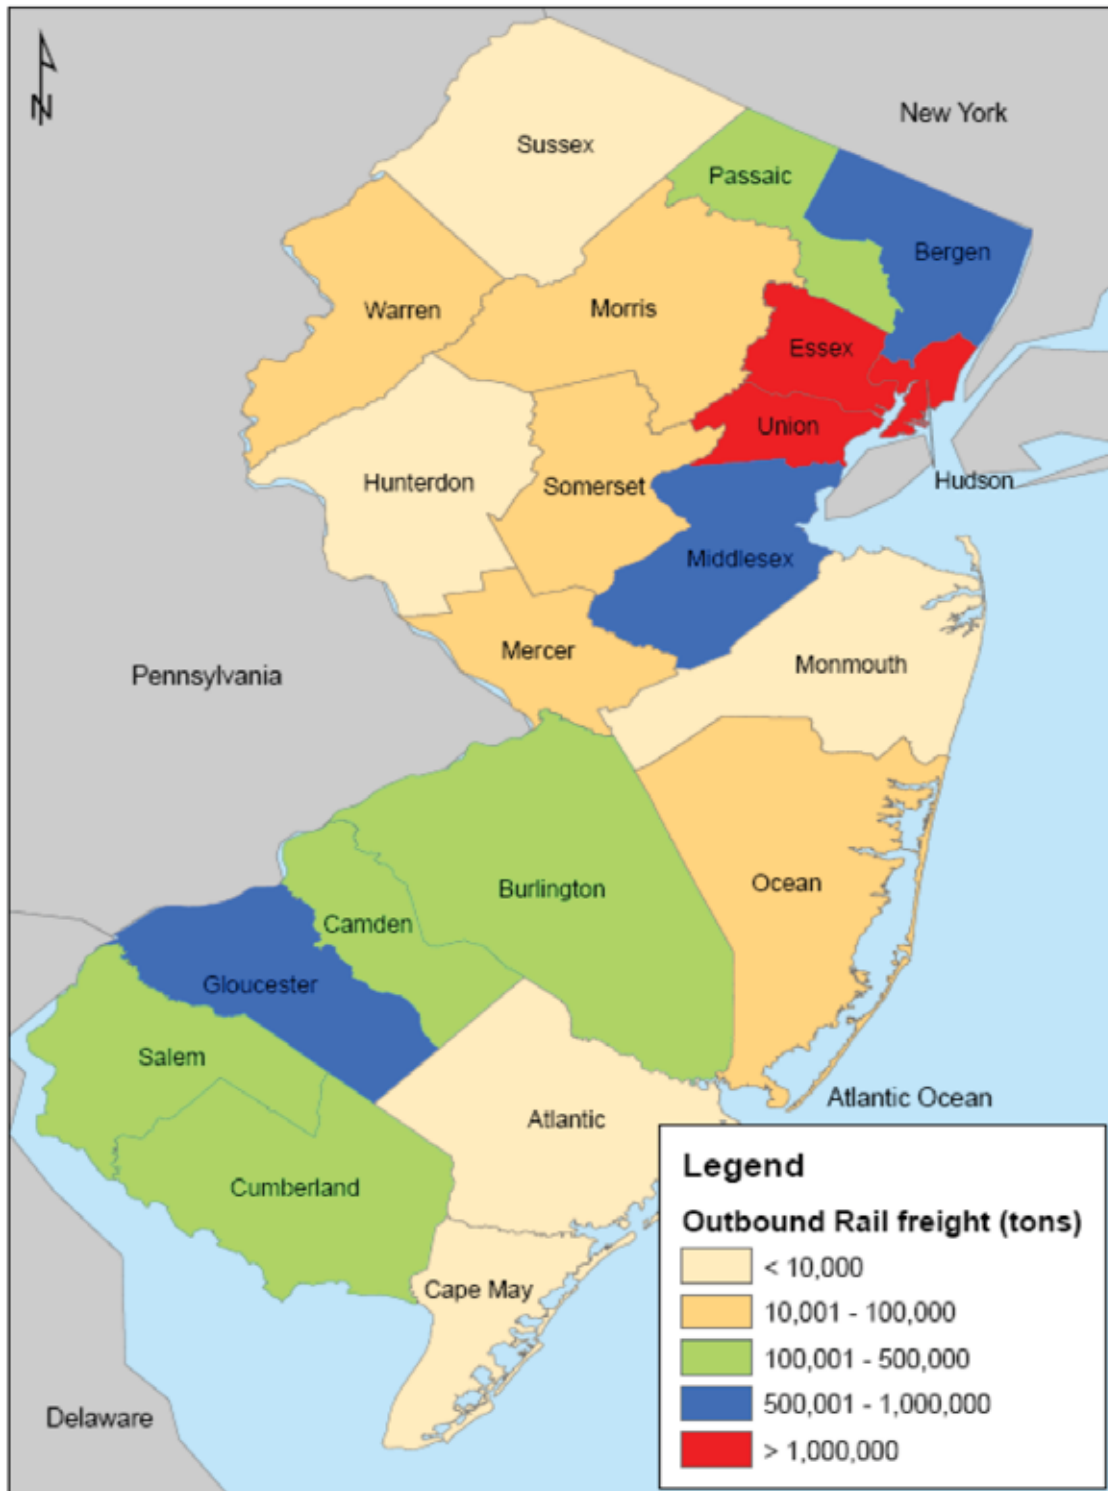 N
New York
Sussex
Passaic
Bergen
Warren
Morris
Essex
Union
Hudson
Hunterdon
Somerset
Middlesex
Mercer
Monmouth
Pennsylvania
Ocean
Burlington
Camden
Gloucester
Salem
Atlantic Ocean
Atlantic
Cumberland
Cape May
Delaware
Legend
Outbound Rail freight (tons)
< 10,000
10,001 - 100,000
100,001 - 500,000
500,001 - 1,000,000
> 1,000,000